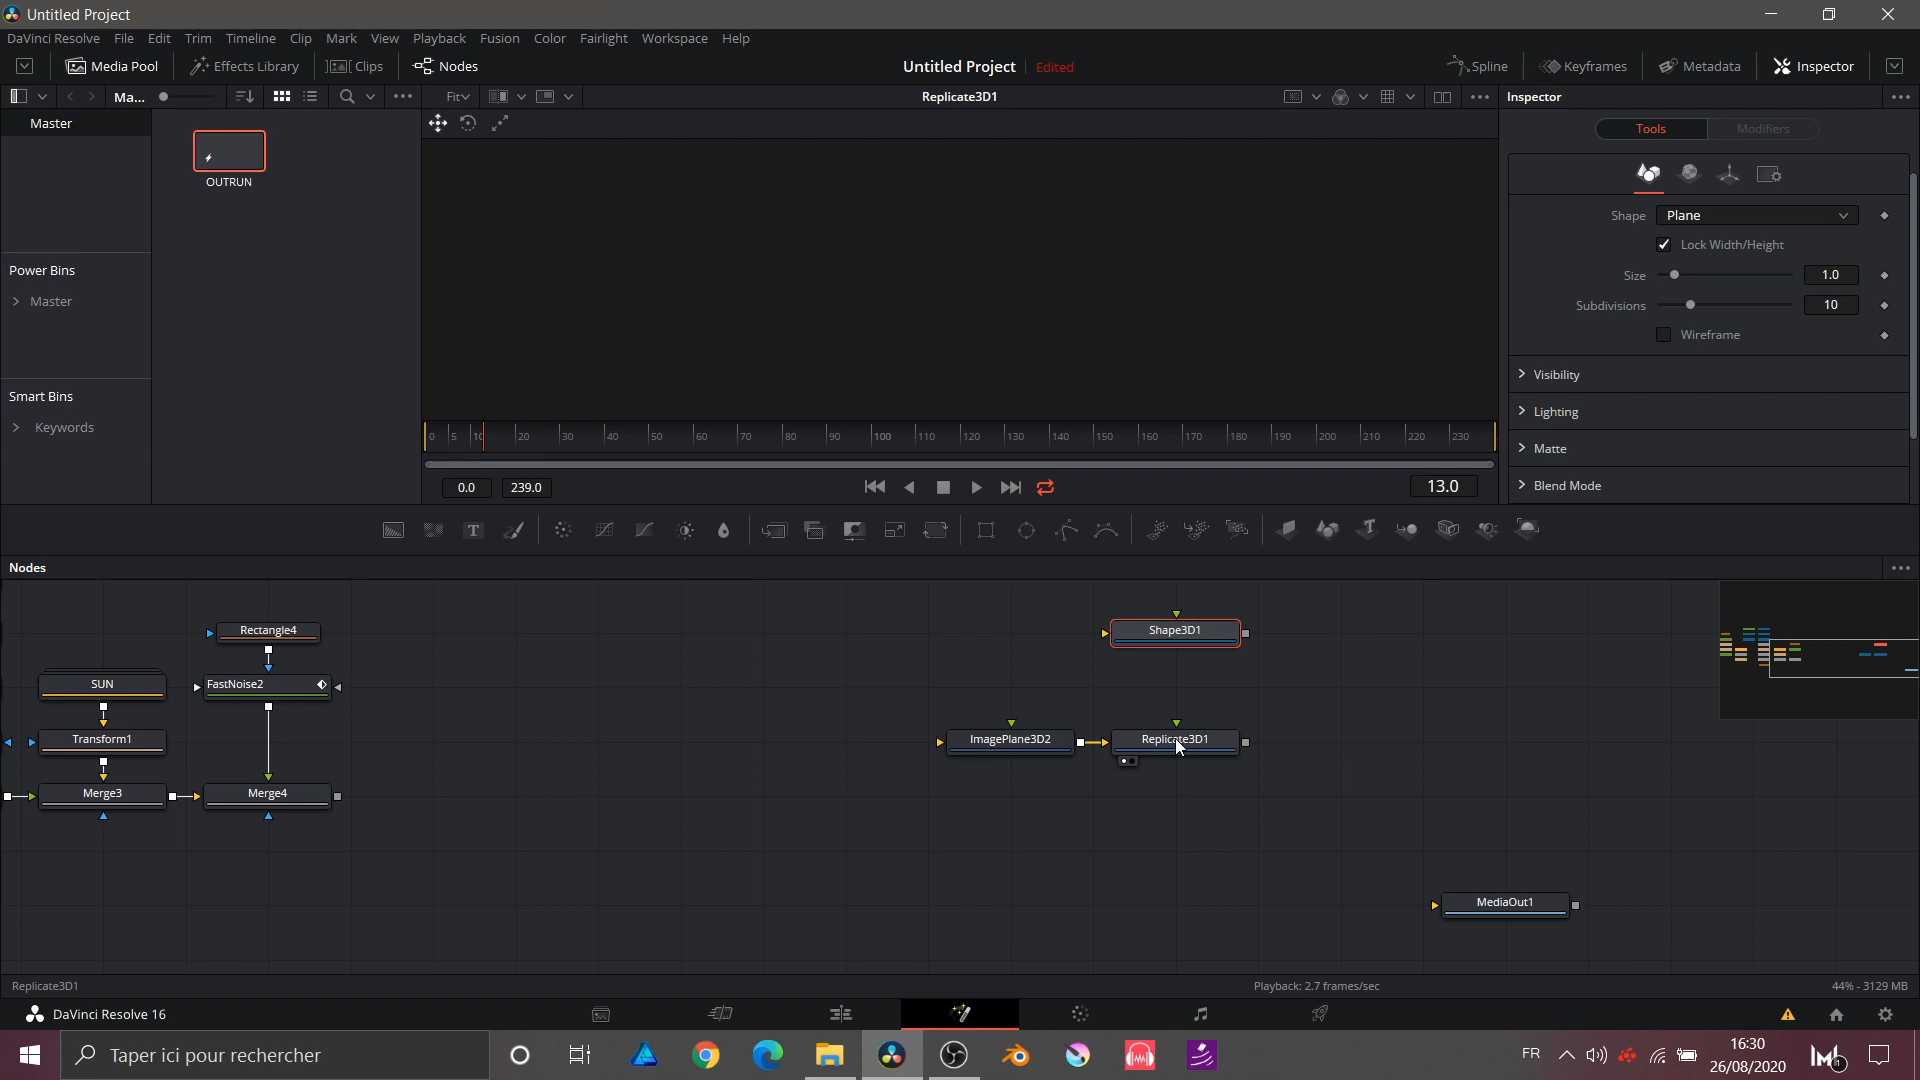 Untitled Project
DaVinci Resolve File Edit Trim Timeline Clip Mark View Playback Fusion Color Fairlight Workspace Help
Media Pool Effects Library Clips Nodes Untitled Project Edited Spline Keyframes Metadata Inspector
Ma... Fit Replicate3D1 Inspector
Master
Tools Modifiers
OUTRUN
Shape Plane
Lock Width/Height
Size 1.0
Subdivisions 10
Wireframe
Power Bins
Master
Visibility
Smart Bins
Lighting
Keywords
0 5 10 20 30 40 50 60 70 80 90 100 110 120 130 140 150 160 170 180 190 200 210 220 230
Matte
0.0 239.0 13.0
Blend Mode
Nodes
Rectangle4 Shape3D1
SUN FastNoise2
Transform1 ImagePlane3D2 Replicate3D1
Merge3 Merge4
MediaOut1
Replicate3D1 Playback: 2.7 frames/sec 44% - 3129 MB
DaVinci Resolve 16
Taper ici pour rechercher
FR
16:30
26/08/2020
1